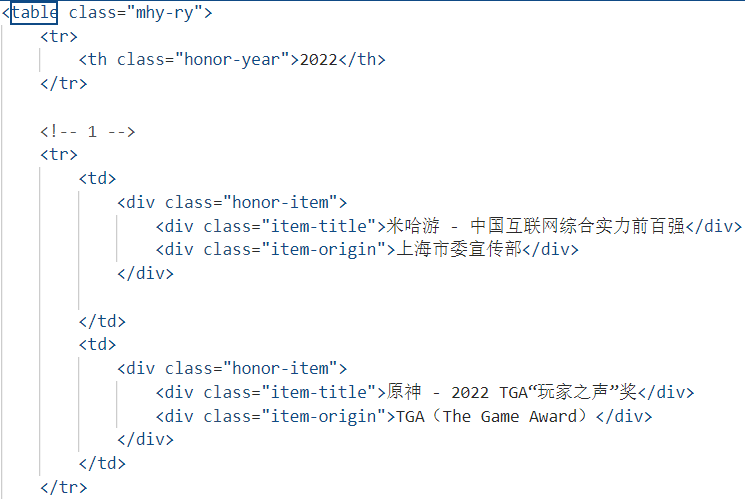 <table class="mhy-ry">
<tr>
<th class="honor-year">2022</th>
</tr>
<!-- 1 -->
<tr>
<td>
<div class="honor-item">
<div class="item-title">米哈游 - 中国互联网综合实力前百强</div>
<div class="item-origin">上海市委宣传部</div>
</div>
</td>
<td>
<div class="honor-item">
<div class="item-title">原神 - 2022 TGA“玩家之声”奖</div>
<div class="item-origin">TGA（The Game Award）</div>
</div>
</td>
</tr>